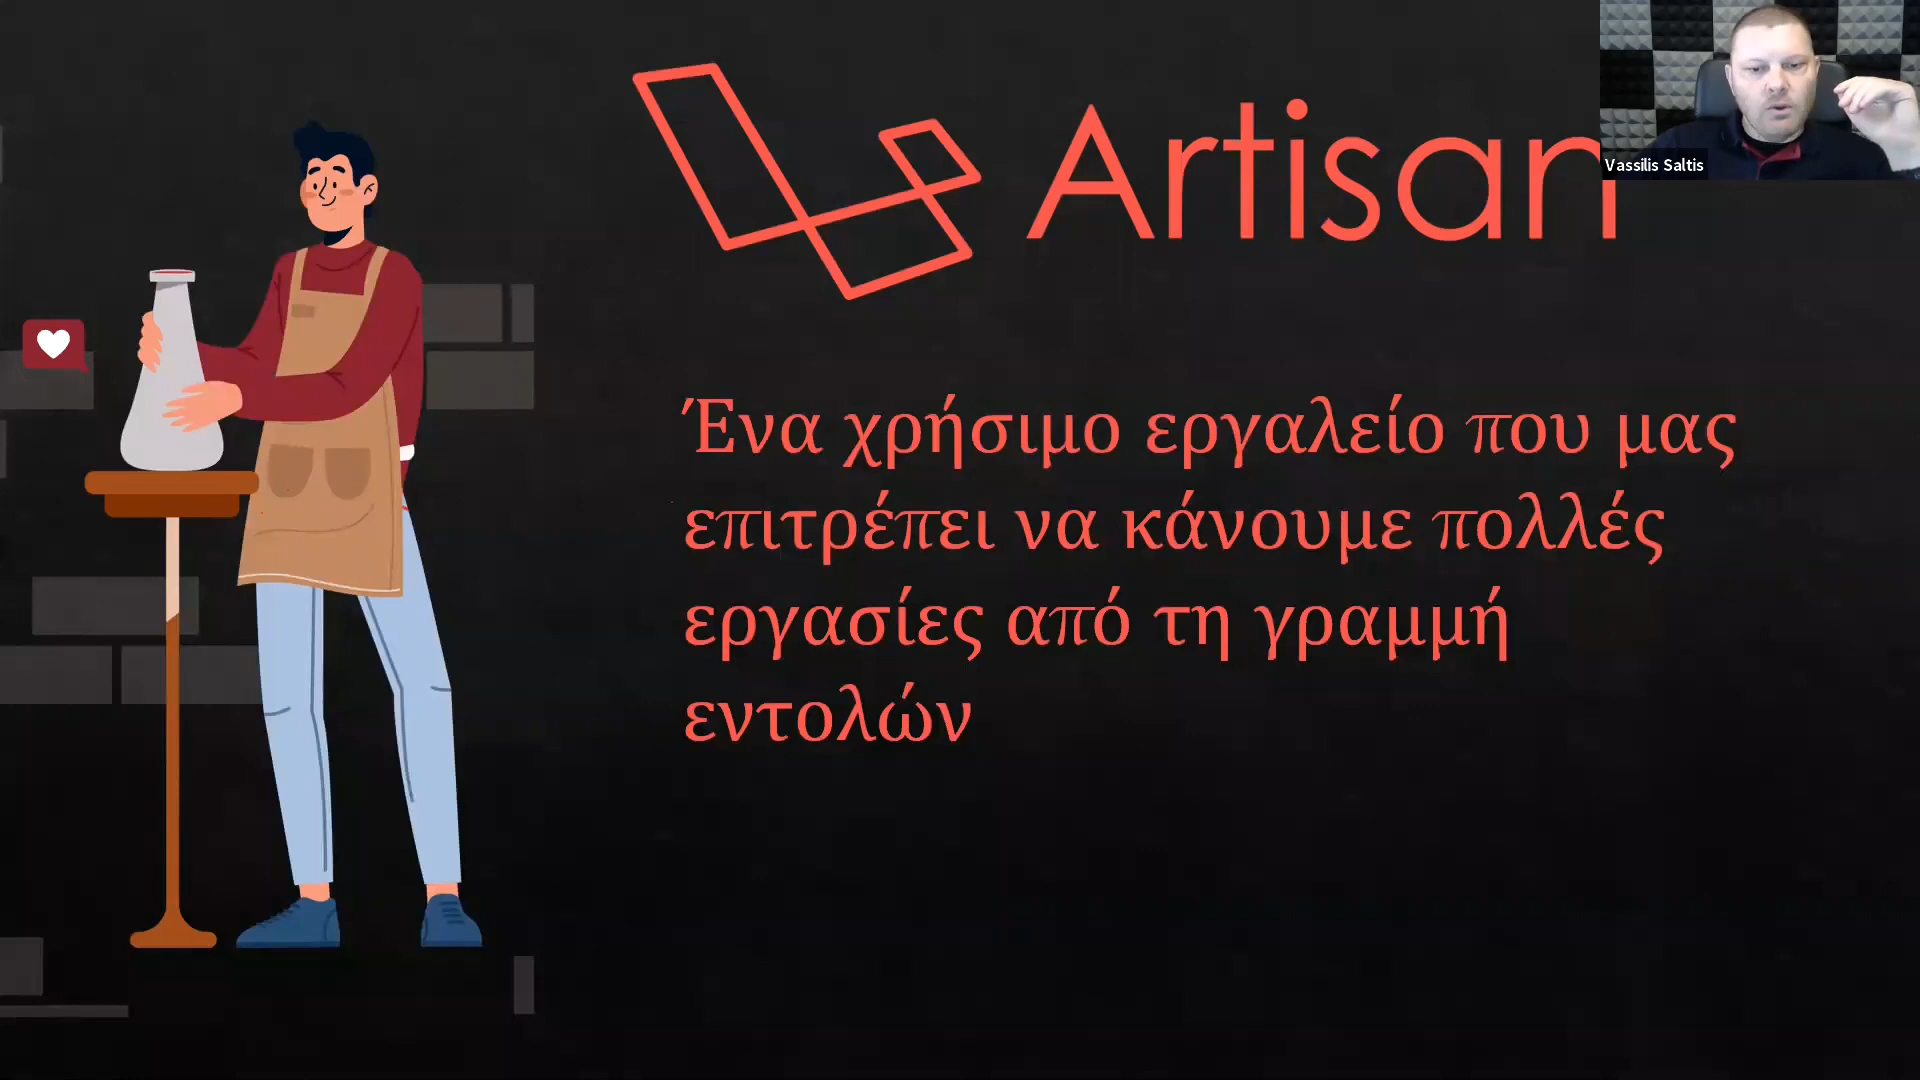 Artisan
Vassilis Saltis
Ένα χρήσιμο εργαλείο που μας
επιτρέπει να κάνουμε πολλές
εργασίες από τη γραμμή
εντολών